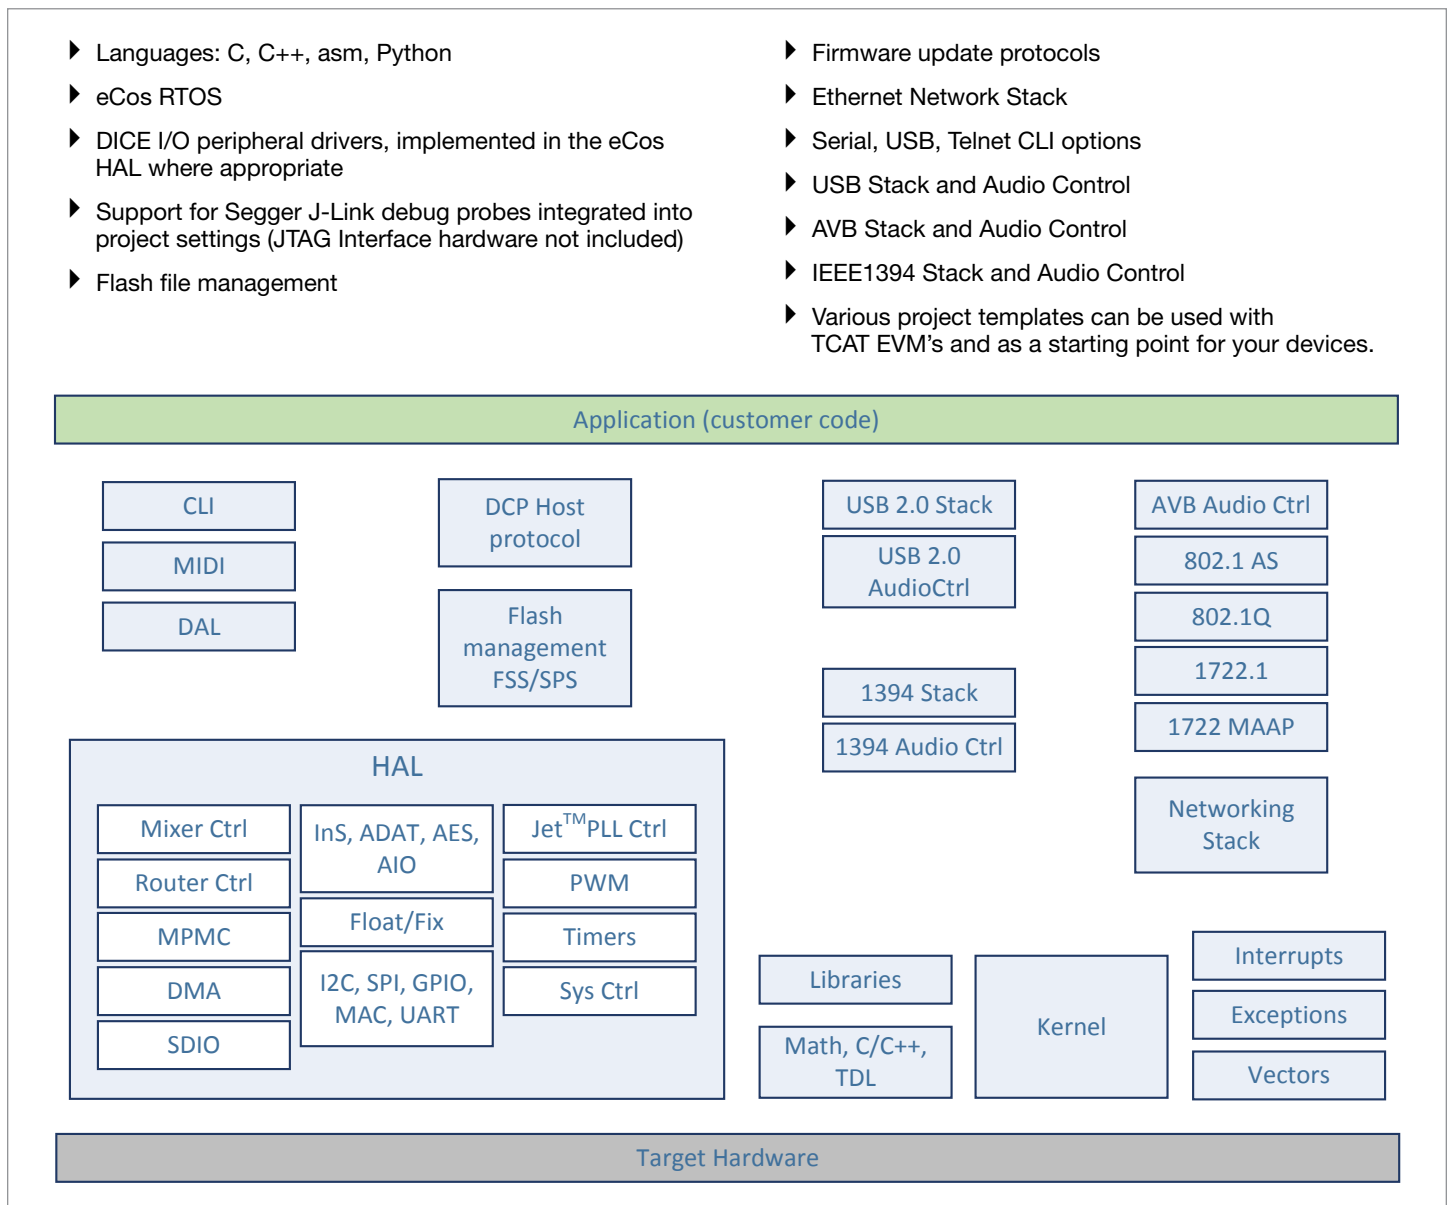 Languages: C, C++, asm, Python
eCos RTOS
DICE I/O peripheral drivers, implemented in the eCos
HAL where appropriate
Support for Segger J-Link debug probes integrated into
project settings (JTAG Interface hardware not included)
Flash file management
Firmware update protocols
Ethernet Network Stack
Serial, USB, Telnet CLI options
USB Stack and Audio Control
AVB Stack and Audio Control
IEEE1394 Stack and Audio Control
Various project templates can be used with
TCAT EVM's and as a starting point for your devices.
Application (customer code)
CLI
MIDI
DAL
DCP Host
protocol
Flash
management
FSS/SPS
USB 2.0 Stack
USB 2.0
AudioCtrl
1394 Stack
1394 Audio Ctrl
AVB Audio Ctrl
802.1 AS
802.1Q
1722.1
1722 MAAP
Networking
Stack
HAL
Mixer Ctrl
Router Ctrl
MPMC
DMA
SDIO
InS, ADAT, AES,
AIO
Float/Fix
I2C, SPI, GPIO,
MAC, UART
Jet™PLL Ctrl
PWM
Timers
Sys Ctrl
Libraries
Math, C/C++,
TDL
Kernel
Interrupts
Exceptions
Vectors
Target Hardware